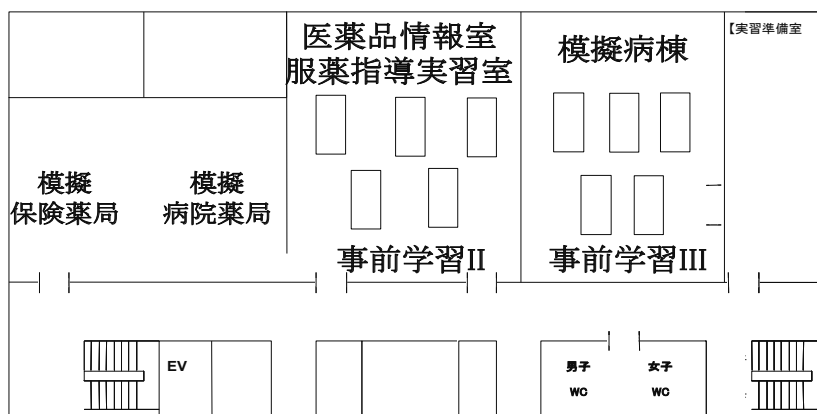 医薬品情報室
服薬指導実習室
模擬病棟
【実習準備室
模擬
保険薬局
模擬
病院薬局
事前学習II
事前学習III
EV
男子
WC
女子
WC